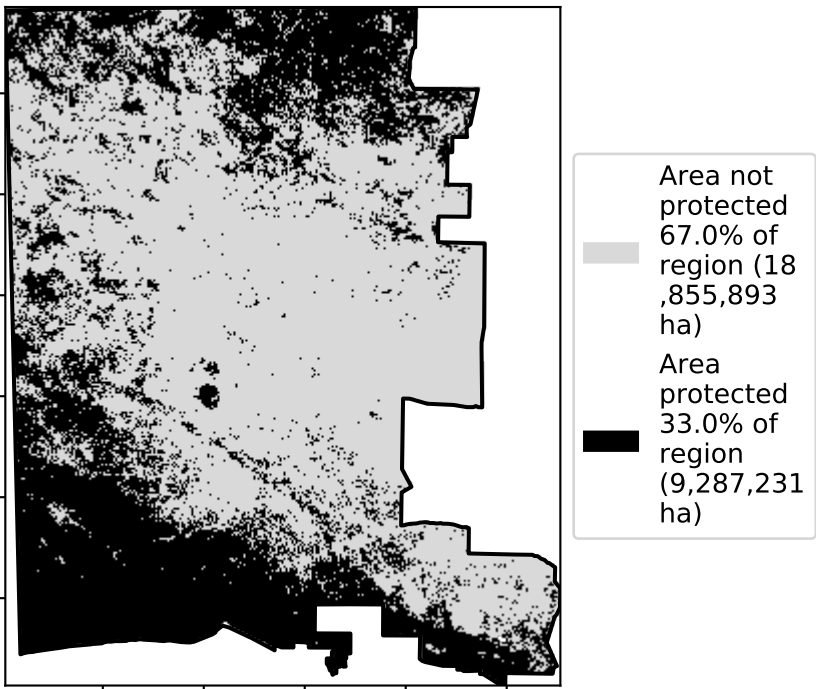 Area not
protected
67.0% of
region (18
,855,893
ha)
Area
protected
33.0% of
region
(9,287,231
ha)